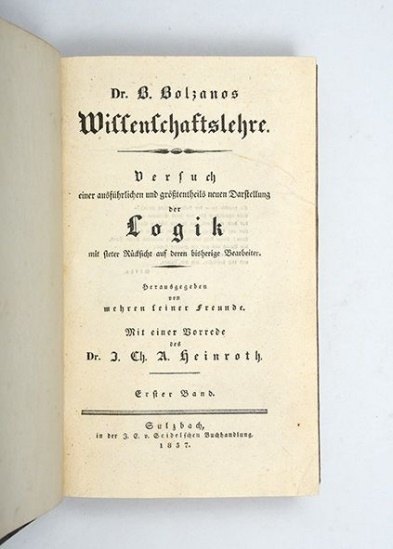 Dr. B. Bolzanos
Wissenschaftslehre.
Versuch
einer ausführlichen und größtentheils neuen Darstellung
der
Logik
mit steter Rücksicht auf deren bisherige Bearbeiter.
Herausgegeben
von
mehren seiner Freunde.
Mit einer Vorrede
des
Dr. J. Ch. A. Heinroth.
Erster Band.
Sulzbach,
in der J. E. v. Seidelschen Buchhandlung.
1837.